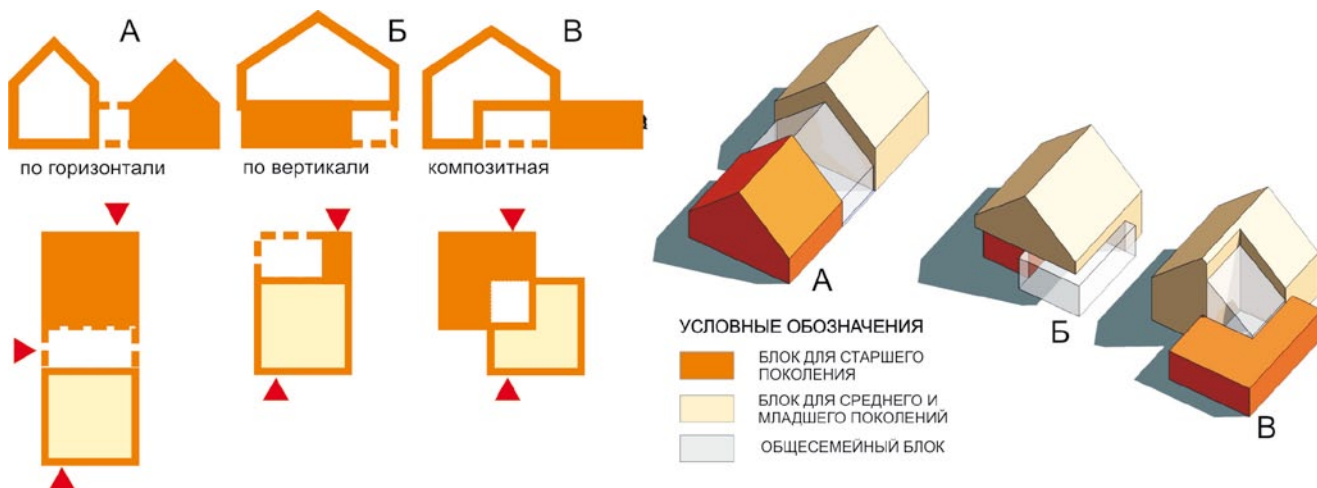 А
Б
В
а
по горизонтали
по вертикали
композитная
А
Б
В
УСЛОВНЫЕ ОБОЗНАЧЕНИЯ
БЛОК ДЛЯ СТАРШЕГО
ПОКОЛЕНИЯ
БЛОК ДЛЯ СРЕДНЕГО И
МЛАДШЕГО ПОКОЛЕНИЙ
ОБЩЕСЕМЕЙНЫЙ БЛОК